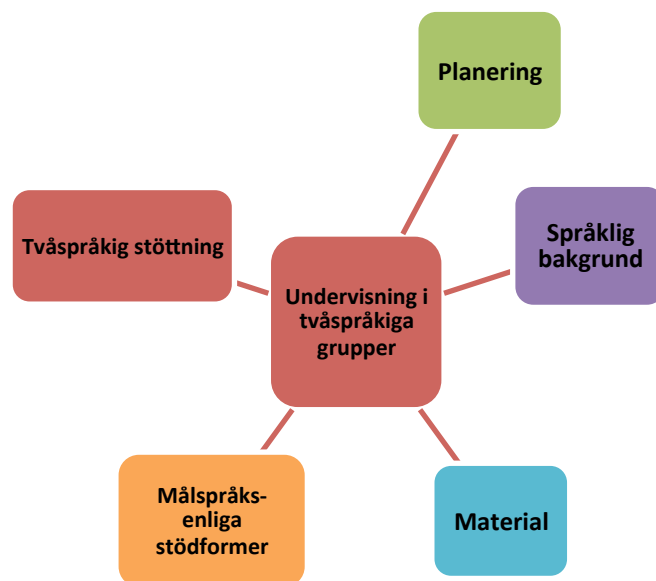 Planering
Tvåspråkig stöttning
Språklig
bakgrund
Undervisning i
tvåspråkiga
grupper
Målspråks-
enliga
stödformer
Material